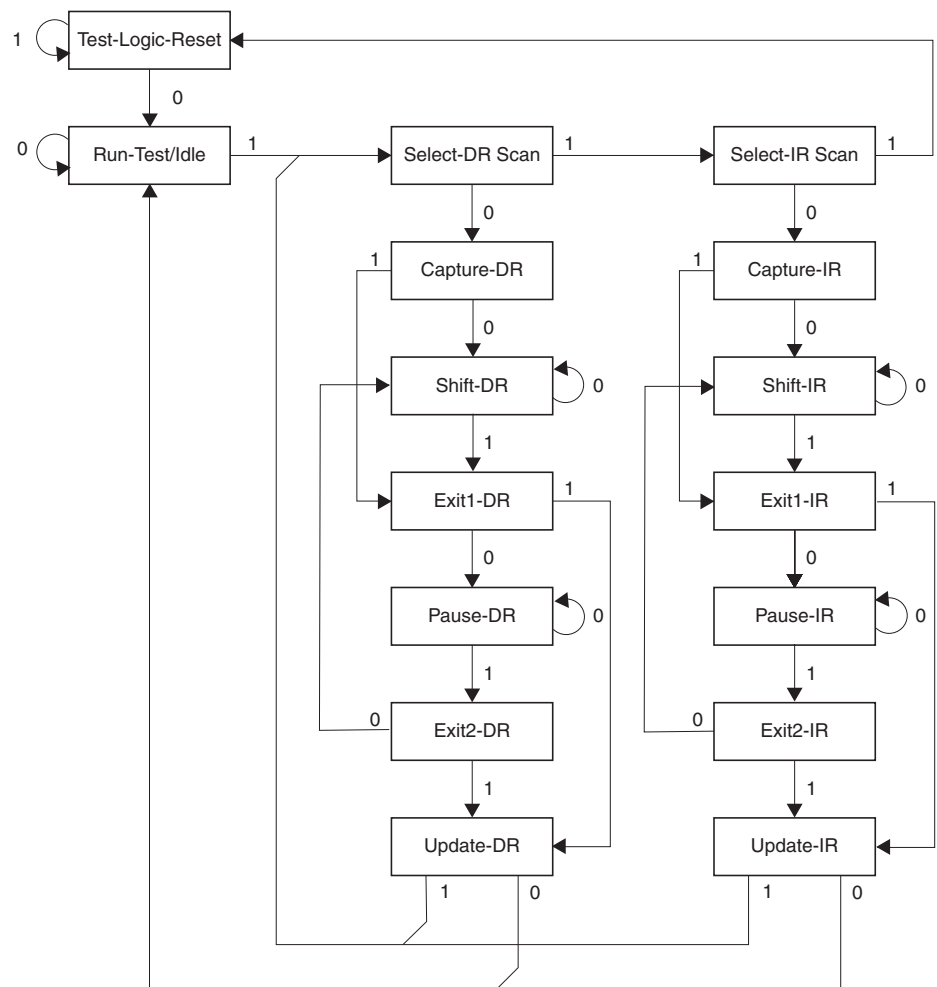 1
Test-Logic-Reset
0
0
Run-Test/Idle
1
Select-DR Scan
1
Select-IR Scan
1
0
0
1
Capture-DR
1
Capture-IR
0
0
Shift-DR
0
Shift-IR
0
1
1
Exit1-DR
1
Exit1-IR
1
0
0
Pause-DR
0
Pause-IR
0
1
1
0
Exit2-DR
0
Exit2-IR
1
1
Update-DR
Update-IR
1
0
1
0